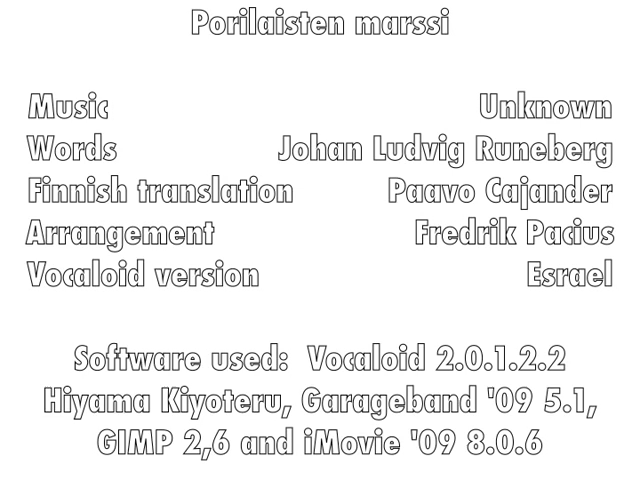 Porilaisten marssi
Music Unknown
Words Johan Ludvig Runeberg
Finnish translation Paavo Cajander
Arrangement Fredrik Pacius
Vocaloid version Esrael
Software used: Vocaloid 2.0.1.2.2
Hiyama Kiyoteru, Garageband '09 5.1,
GIMP 2,6 and iMovie '09 8.0.6